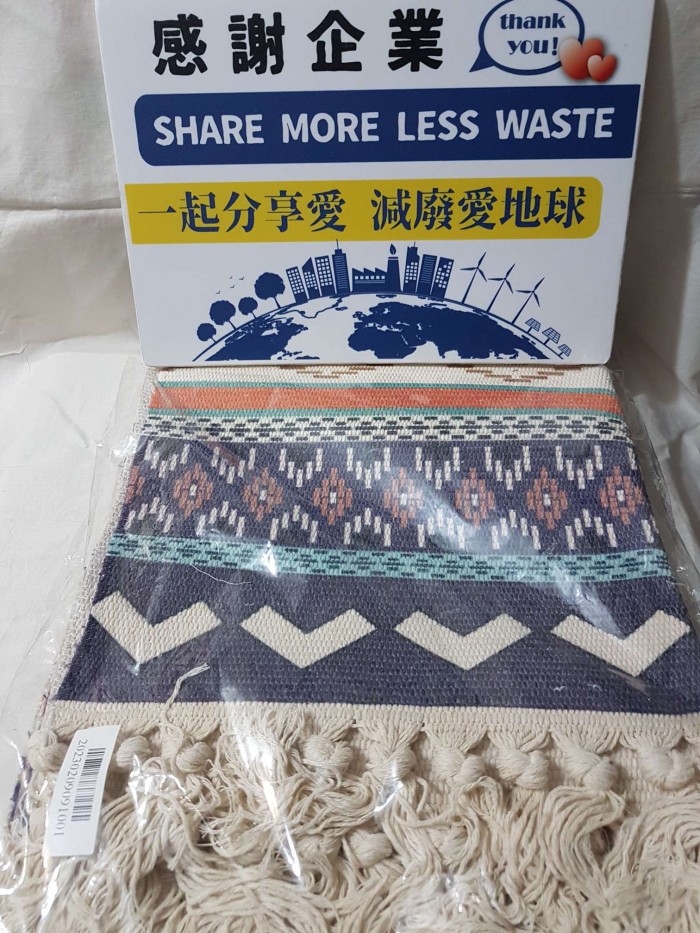 感謝企業
thank
you!
SHARE MORE LESS WASTE
一起分享愛 減廢愛地球
20230209091001